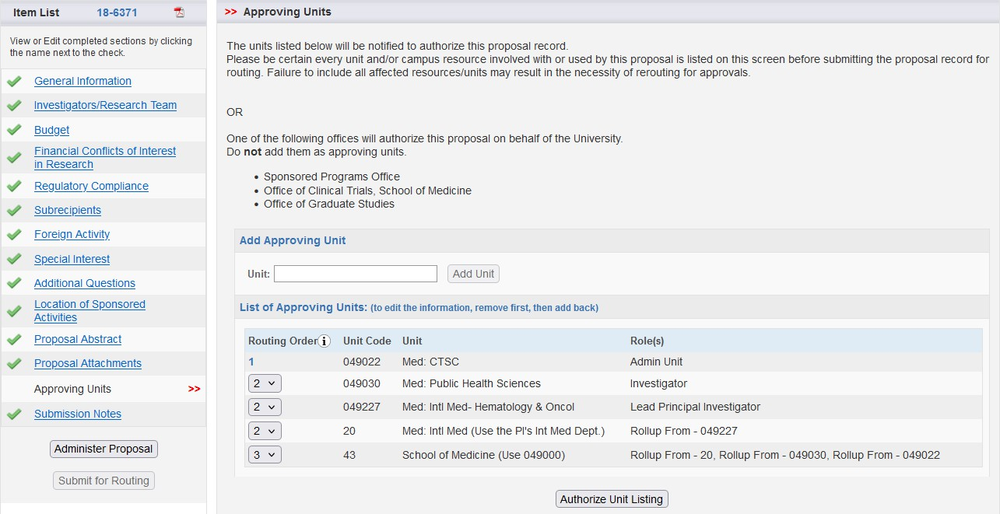 Item List 18-6371
View or Edit completed sections by clicking
the name next to the check.
General Information
Investigators/Research Team
Budget
Financial Conflicts of Interest
in Research
Regulatory Compliance
Subrecipients
Foreign Activity
Special Interest
Additional Questions
Location of Sponsored
Activities
Proposal Abstract
Proposal Attachments
Approving Units >>
Submission Notes
Administer Proposal
Submit for Routing
>> Approving Units
The units listed below will be notified to authorize this proposal record.
Please be certain every unit and/or campus resource involved with or used by this proposal is listed on this screen before submitting the proposal record for
routing. Failure to include all affected resources/units may result in the necessity of rerouting for approvals.
OR
One of the following offices will authorize this proposal on behalf of the University.
Do not add them as approving units.
• Sponsored Programs Office
• Office of Clinical Trials, School of Medicine
• Office of Graduate Studies
Add Approving Unit
Unit: Add Unit
List of Approving Units: (to edit the information, remove first, then add back)
Routing Order i Unit Code Unit Role(s)
1 049022 Med: CTSC Admin Unit
2 049030 Med: Public Health Sciences Investigator
2 049227 Med: Intl Med- Hematology & Oncol Lead Principal Investigator
2 20 Med: Intl Med (Use the PI's Int Med Dept.) Rollup From - 049227
3 43 School of Medicine (Use 049000) Rollup From - 20, Rollup From - 049030, Rollup From - 049022
Authorize Unit Listing